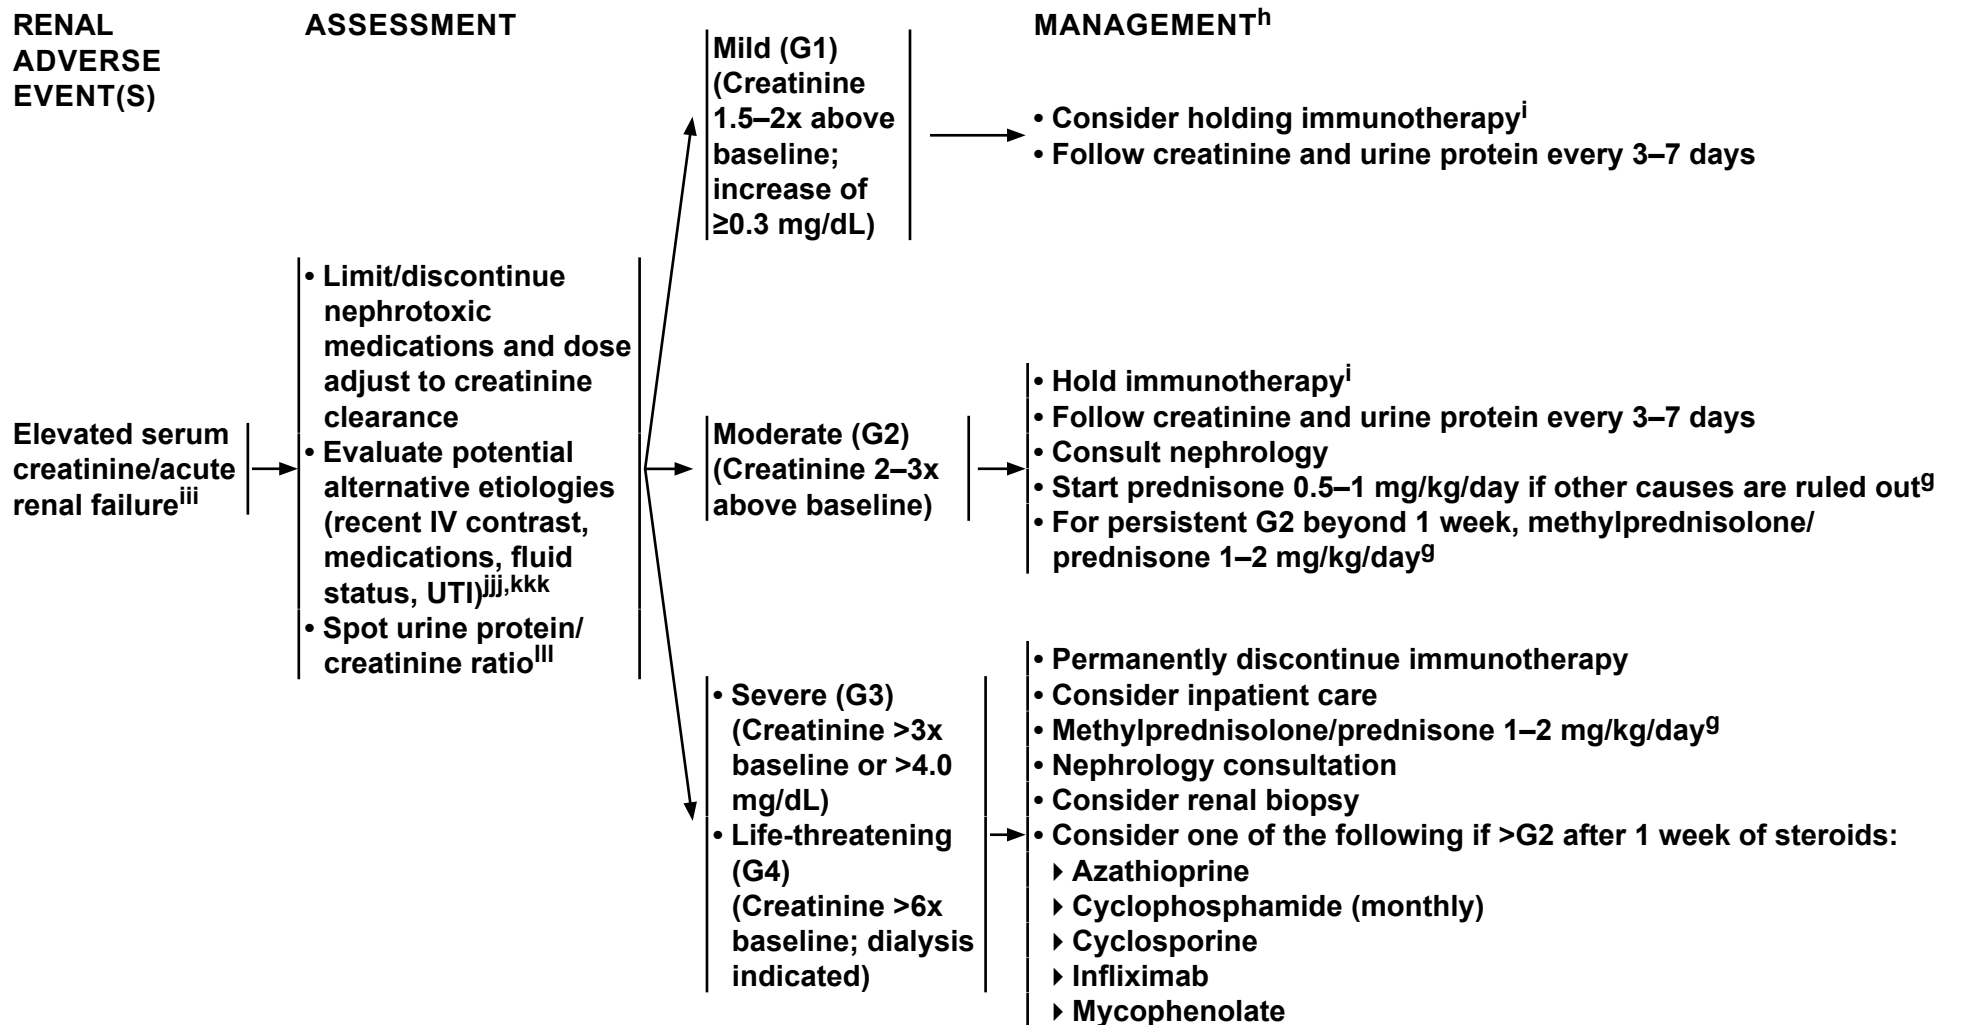 RENAL
ADVERSE
EVENT(S)
ASSESSMENT
MANAGEMENTh
Elevated serum
creatinine/acute
renal failureiii
• Limit/discontinue
nephrotoxic
medications and dose
adjust to creatinine
clearance
• Evaluate potential
alternative etiologies
(recent IV contrast,
medications, fluid
status, UTI)jjj,kkk
• Spot urine protein/
creatinine ratiolll
Mild (G1)
(Creatinine
1.5–2x above
baseline;
increase of
≥0.3 mg/dL)
• Consider holding immunotherapyi
• Follow creatinine and urine protein every 3–7 days
Moderate (G2)
(Creatinine 2–3x
above baseline)
• Hold immunotherapyi
• Follow creatinine and urine protein every 3–7 days
• Consult nephrology
• Start prednisone 0.5–1 mg/kg/day if other causes are ruled outg
• For persistent G2 beyond 1 week, methylprednisolone/
prednisone 1–2 mg/kg/dayg
• Severe (G3)
(Creatinine >3x
baseline or >4.0
mg/dL)
• Life-threatening
(G4)
(Creatinine >6x
baseline; dialysis
indicated)
• Permanently discontinue immunotherapy
• Consider inpatient care
• Methylprednisolone/prednisone 1–2 mg/kg/dayg
• Nephrology consultation
• Consider renal biopsy
• Consider one of the following if >G2 after 1 week of steroids:
Azathioprine
Cyclophosphamide (monthly)
Cyclosporine
Infliximab
Mycophenolate